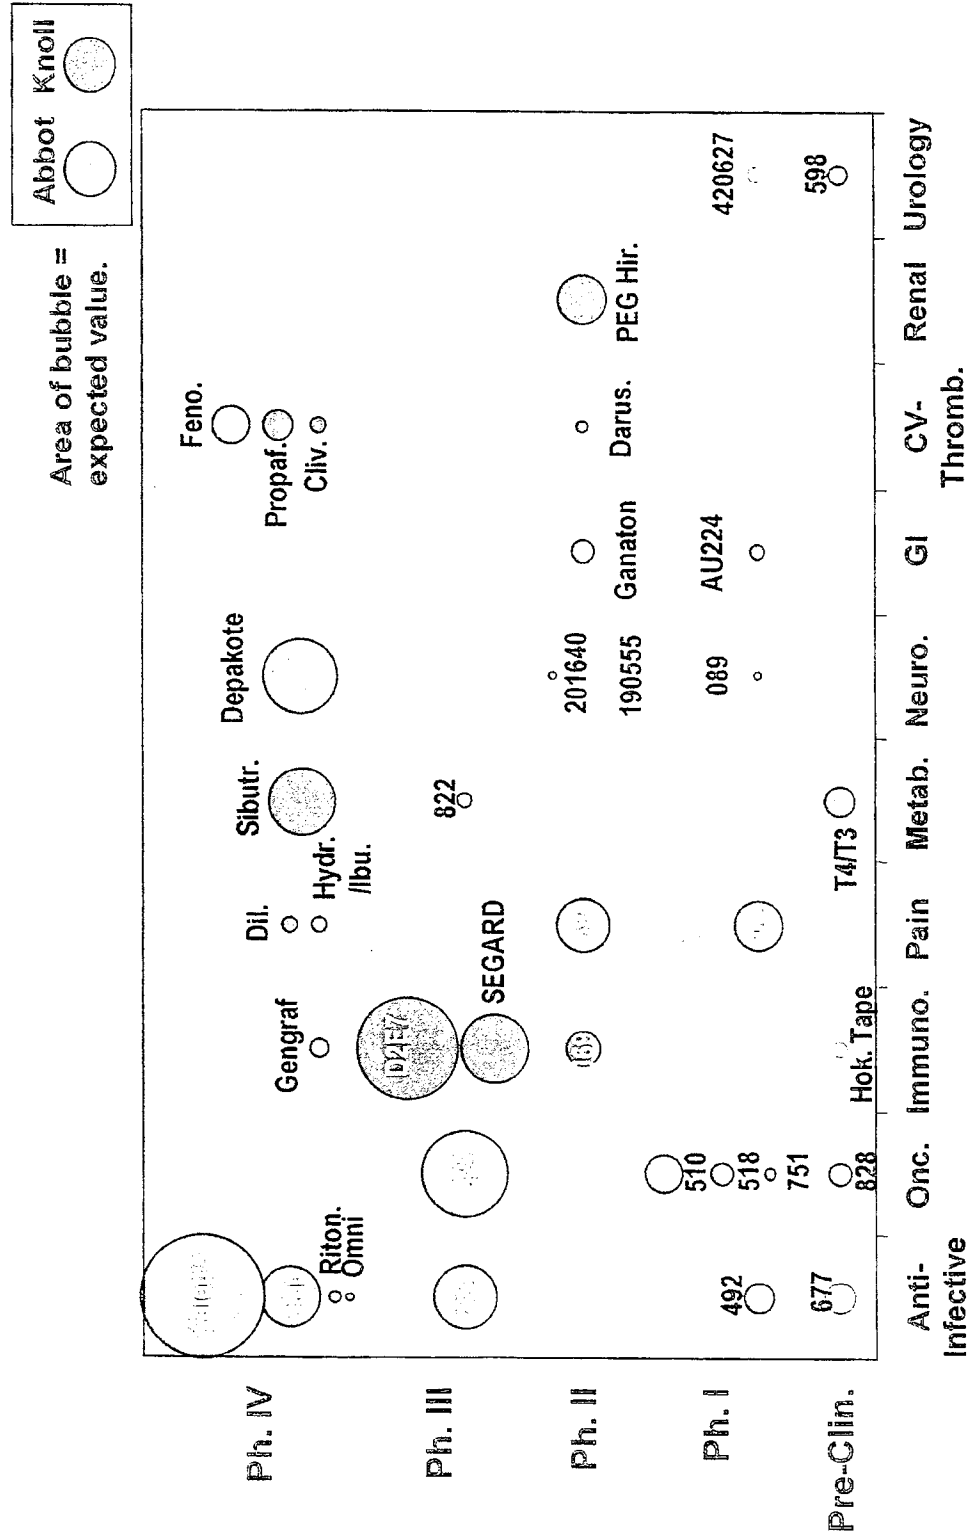 Abbot Knoll
Area of bubble =
expected value.
Ph. IV
Riton.
Omni
Gengraf
Dil.
Hydr.
/Ibu.
Sibutr.
Depakote
Feno.
Propaf.
Cliv.
Ph. III
D2E7
SEGARD
822
Ph. II
201640
190555
Ganaton
Darus.
PEG Hir.
Ph. I
492
510
518
751
089
AU224
420627
Pre-Clin.
677
828
Hok. Tape
T4/T3
598
Anti-
Infective
Onc.
Immuno.
Pain
Metab.
Neuro.
GI
CV-
Thromb.
Renal
Urology